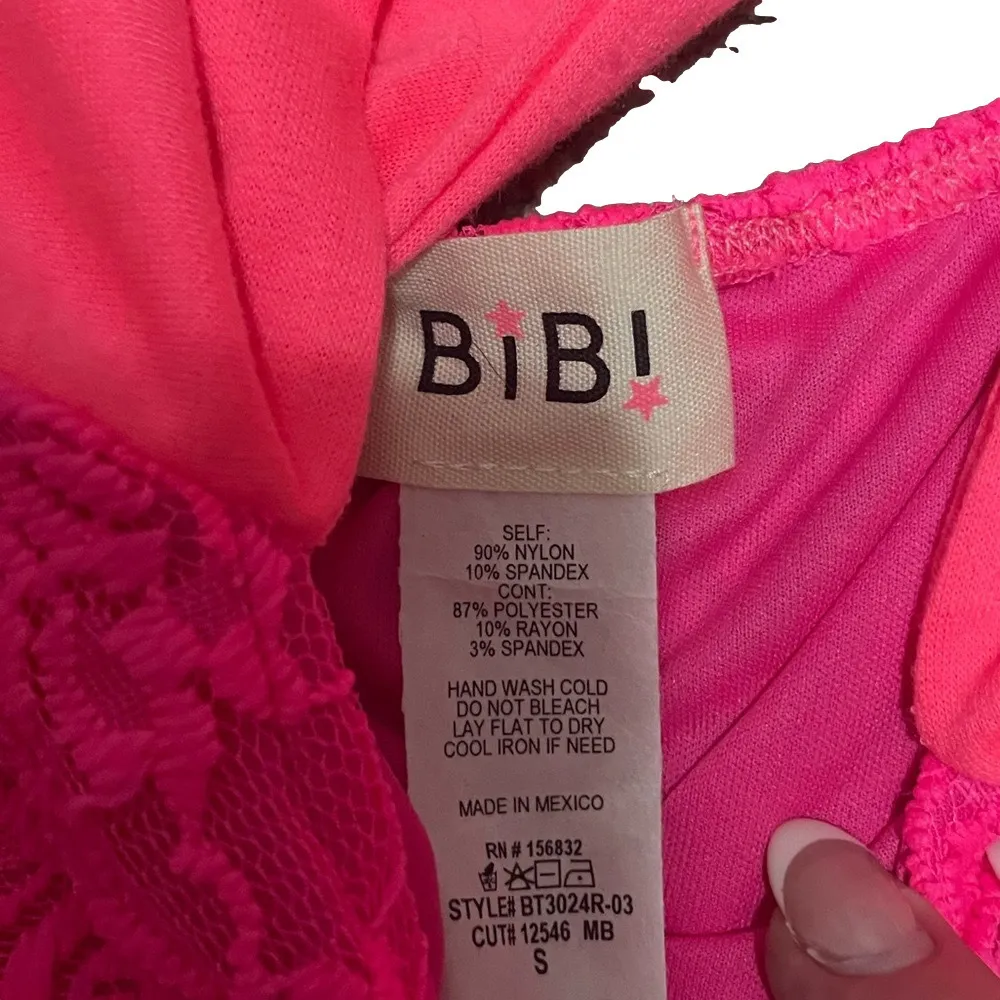 BiB!
SELF:
90% NYLON
10% SPANDEX
CONT:
87% POLYESTER
10% RAYON
3% SPANDEX
HAND WASH COLD
DO NOT BLEACH
LAY FLAT TO DRY
COOL IRON IF NEED
MADE IN MEXICO
RN # 156832
STYLE# BT3024R-03
CUT# 12546 MB
S